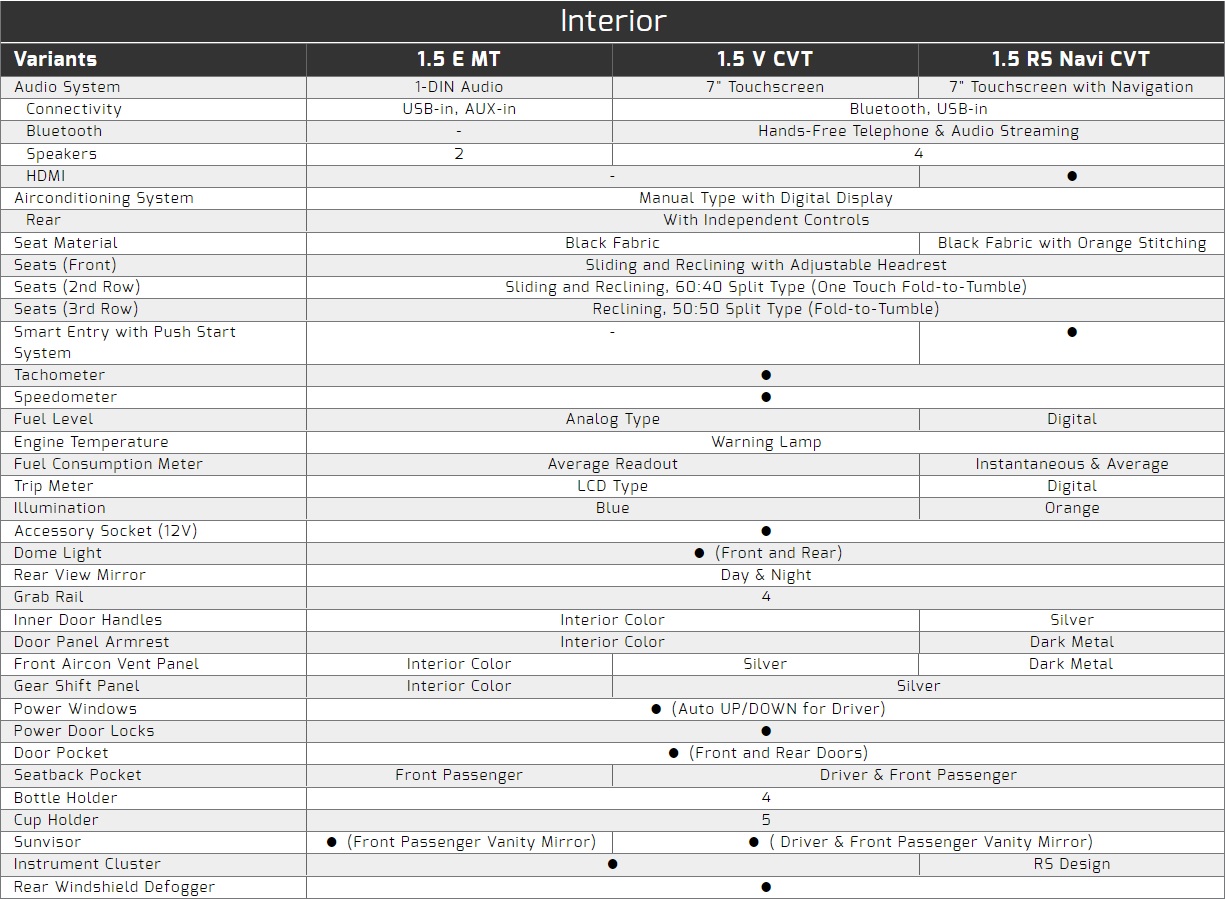 Interior
Variants 1.5 E MT 1.5 V CVT 1.5 RS Navi CVT
Audio System 1-DIN Audio 7" Touchscreen 7" Touchscreen with Navigation
Connectivity USB-in, AUX-in Bluetooth, USB-in
Bluetooth - Hands-Free Telephone & Audio Streaming
Speakers 2 4
HDMI - ●
Airconditioning System Manual Type with Digital Display
Rear With Independent Controls
Seat Material Black Fabric Black Fabric with Orange Stitching
Seats (Front) Sliding and Reclining with Adjustable Headrest
Seats (2nd Row) Sliding and Reclining, 60:40 Split Type (One Touch Fold-to-Tumble)
Seats (3rd Row) Reclining, 50:50 Split Type (Fold-to-Tumble)
Smart Entry with Push Start - ●
System
Tachometer ●
Speedometer ●
Fuel Level Analog Type Digital
Engine Temperature Warning Lamp
Fuel Consumption Meter Average Readout Instantaneous & Average
Trip Meter LCD Type Digital
Illumination Blue Orange
Accessory Socket (12V) ●
Dome Light ● (Front and Rear)
Rear View Mirror Day & Night
Grab Rail 4
Inner Door Handles Interior Color Silver
Door Panel Armrest Interior Color Dark Metal
Front Aircon Vent Panel Interior Color Silver Dark Metal
Gear Shift Panel Interior Color Silver
Power Windows ● (Auto UP/DOWN for Driver)
Power Door Locks ●
Door Pocket ● (Front and Rear Doors)
Seatback Pocket Front Passenger Driver & Front Passenger
Bottle Holder 4
Cup Holder 5
Sunvisor ● (Front Passenger Vanity Mirror) ● ( Driver & Front Passenger Vanity Mirror)
Instrument Cluster ● RS Design
Rear Windshield Defogger ●